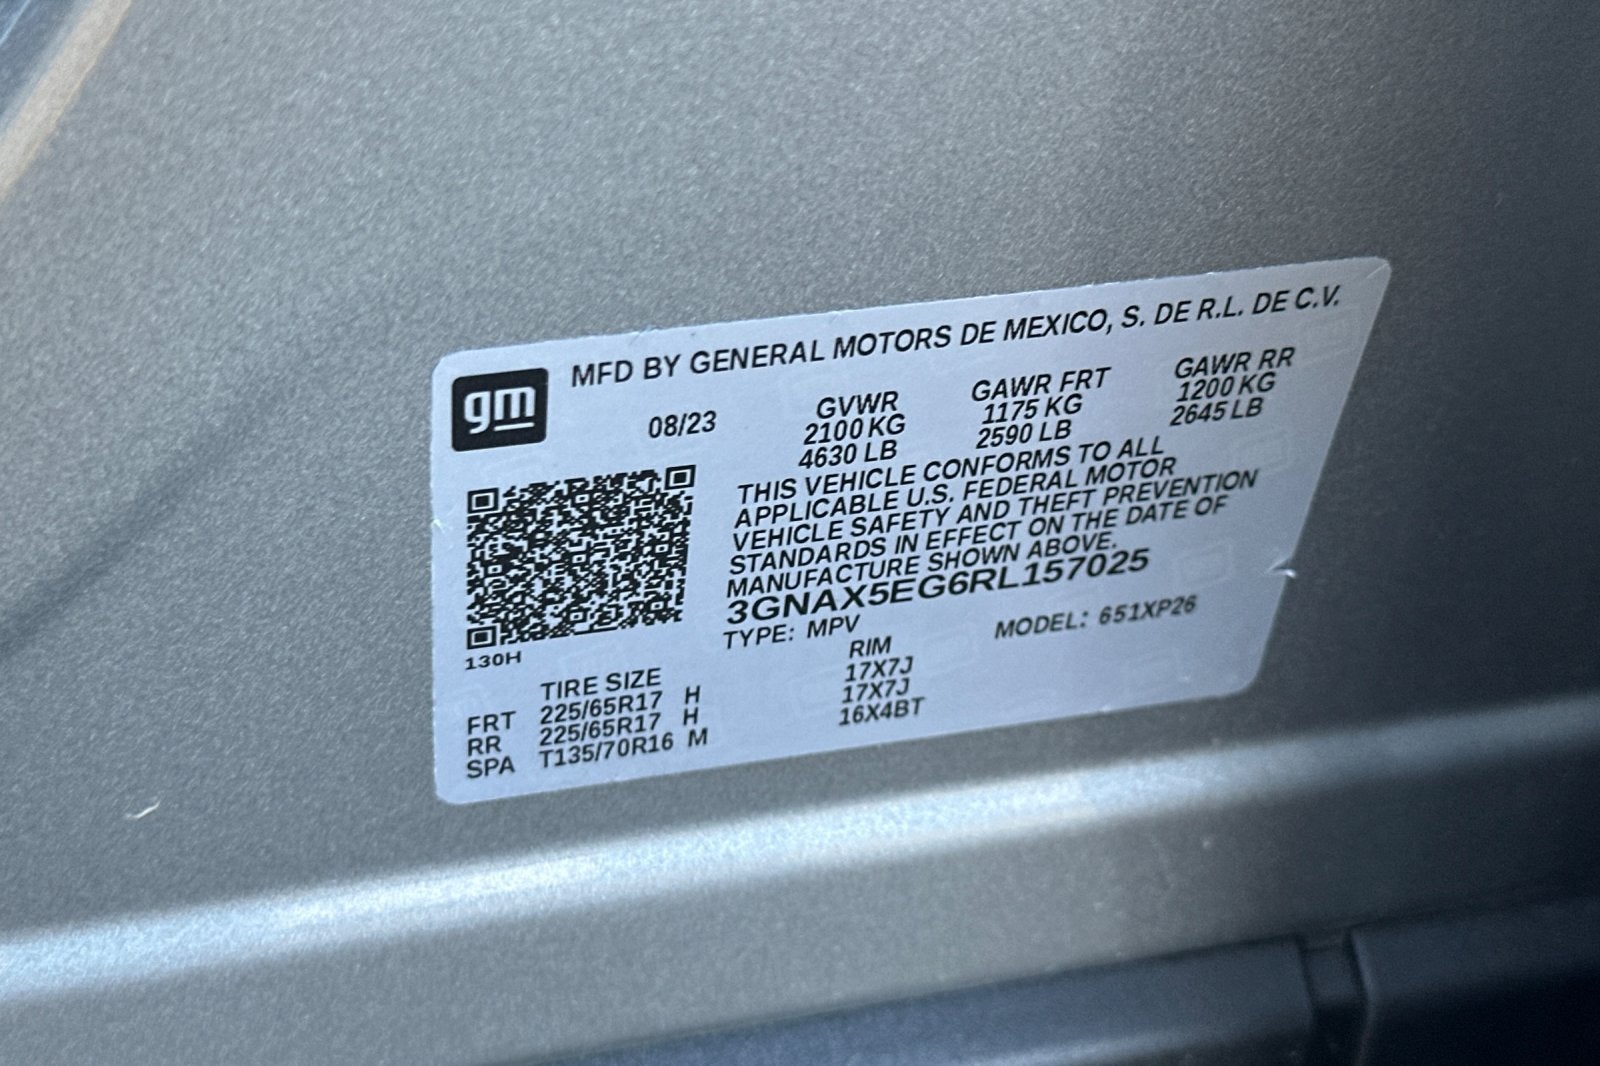 gm
MFD BY GENERAL MOTORS DE MEXICO, S. DE R.L. DE C.V.
08/23
GVWR GAWR FRT GAWR RR
2100 KG 1175 KG 1200 KG
4630 LB 2590 LB 2645 LB
THIS VEHICLE CONFORMS TO ALL
APPLICABLE U.S. FEDERAL MOTOR
VEHICLE SAFETY AND THEFT PREVENTION
STANDARDS IN EFFECT ON THE DATE OF
MANUFACTURE SHOWN ABOVE.
3GNAX5EG6RL157025
TYPE: MPV MODEL: 651XP26
130H
TIRE SIZE RIM
FRT 225/65R17 H 17X7J
RR 225/65R17 H 17X7J
SPA T135/70R16 M 16X4BT